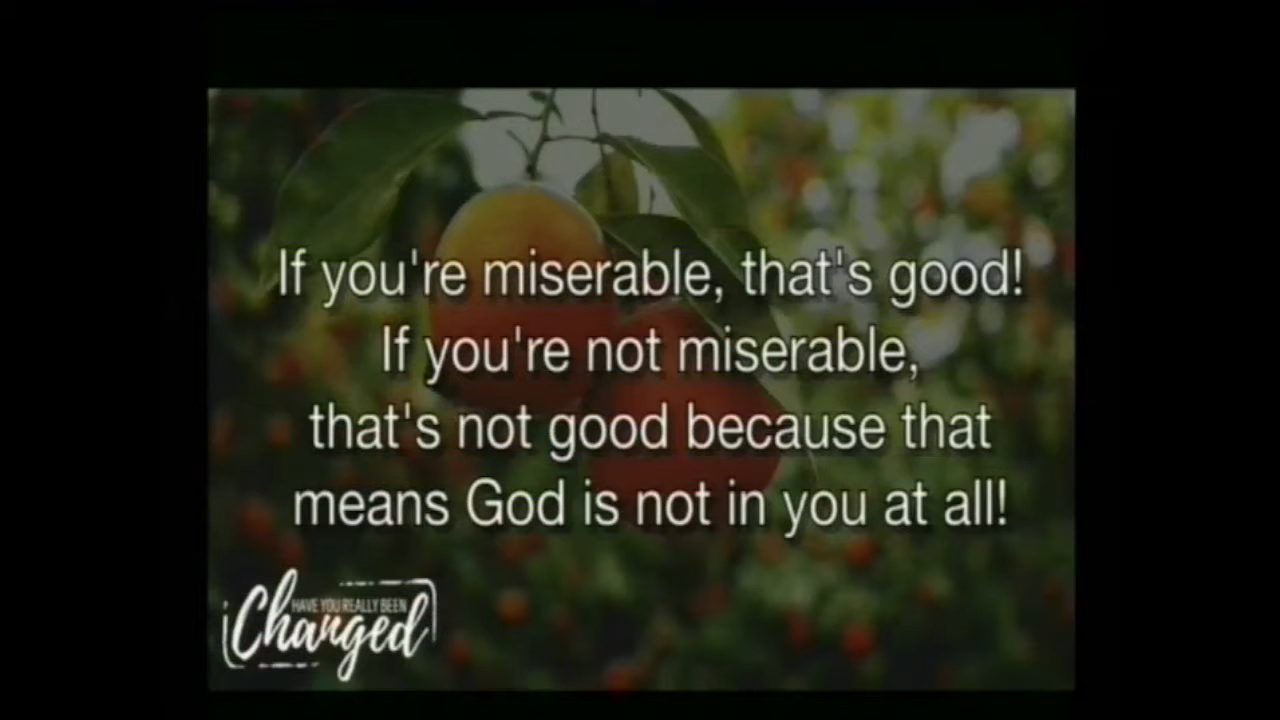 If you're miserable, that's good!
If you're not miserable,
that's not good because that
means God is not in you at all!
HAVE YOU REALLY BEEN
Changed